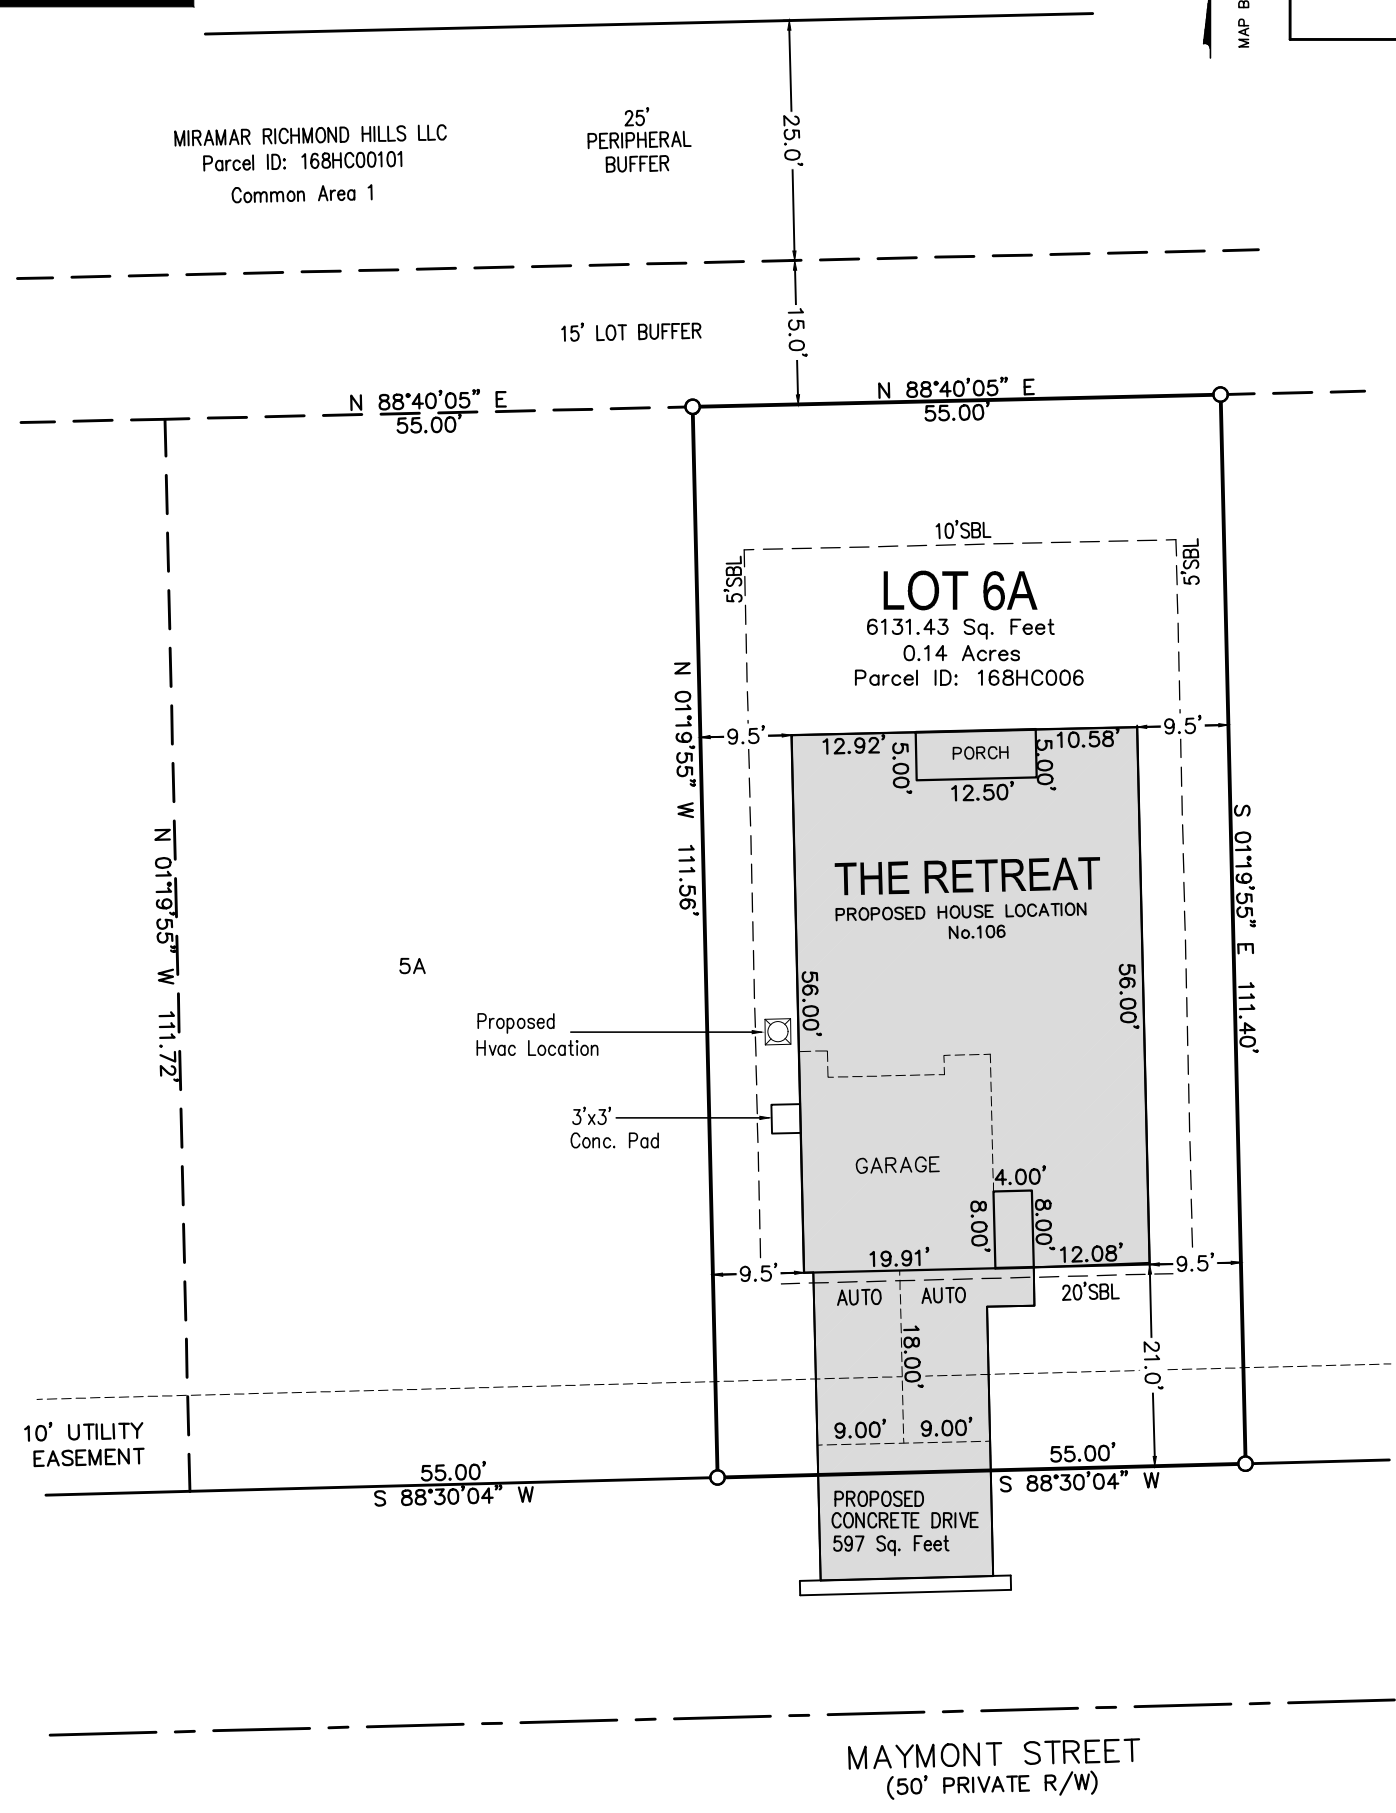 MAP B
25.0'
25'
PERIPHERAL
BUFFER
MIRAMAR RICHMOND HILLS LLC
Parcel ID: 168HC00101
Common Area 1
15.0'
15' LOT BUFFER
N 88°40'05" E
55.00'
N 88°40'05" E
55.00'
10'SBL
5'SBL
5'SBL
LOT 6A
6131.43 Sq. Feet
0.14 Acres
Parcel ID: 168HC006
N 01°19'55" W 111.56'
9.5'
9.5'
12.92'
5.00'
PORCH
5.00'
10.58'
12.50'
S 01°19'55" E 111.40'
N 01°19'55" W 111.72'
THE RETREAT
PROPOSED HOUSE LOCATION
No.106
5A
56.00'
56.00'
Proposed
Hvac Location
3'x3'
Conc. Pad
GARAGE
4.00'
8.00'
8.00'
19.91'
12.08'
9.5'
9.5'
AUTO
AUTO
20'SBL
18.00'
21.0'
9.00'
9.00'
10' UTILITY
EASEMENT
55.00'
S 88°30'04" W
55.00'
S 88°30'04" W
PROPOSED
CONCRETE DRIVE
597 Sq. Feet
MAYMONT STREET
(50' PRIVATE R/W)